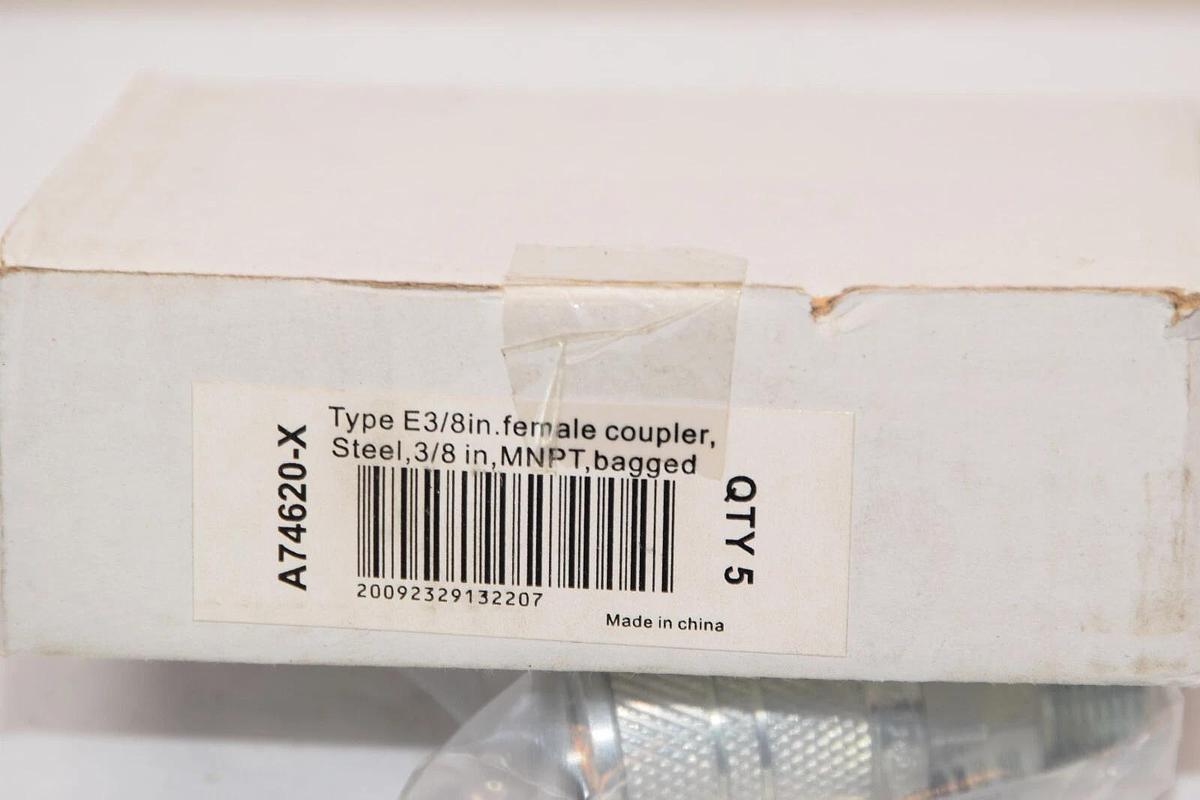 Type E3/8in.female coupler,
Steel,3/8 in,MNPT,bagged
A74620-X
QTY 5
20092329132207
Made in china